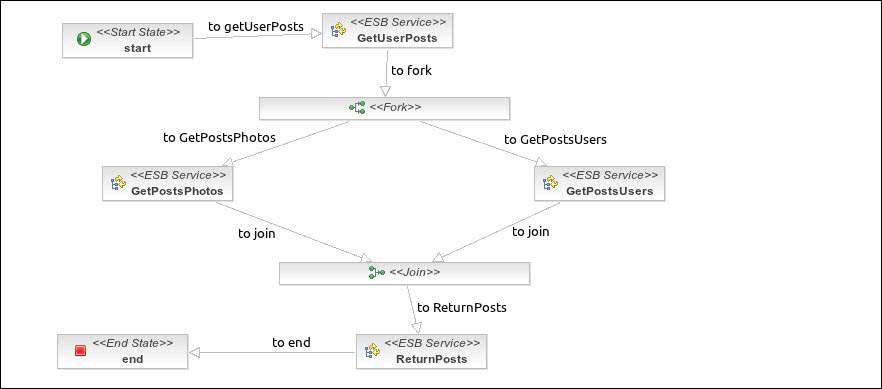 <<Start State>>
start
to getUserPosts
<<ESB Service>>
GetUserPosts
to fork
<<Fork>>
to GetPostsPhotos
to GetPostsUsers
<<ESB Service>>
GetPostsPhotos
<<ESB Service>>
GetPostsUsers
to join
to join
<<Join>>
to ReturnPosts
<<End State>>
end
to end
<<ESB Service>>
ReturnPosts